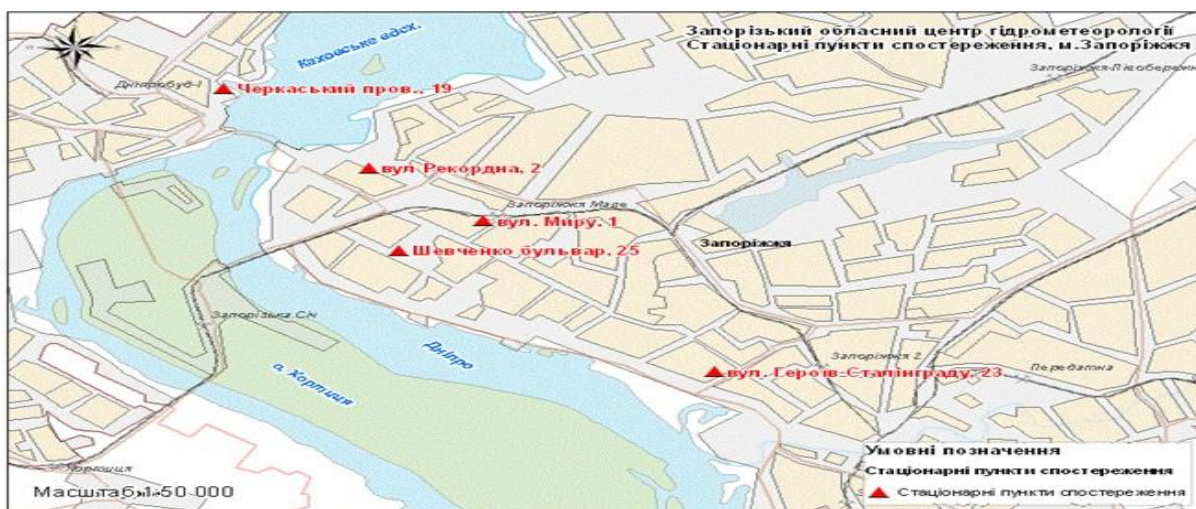 Запорізький обласний центр гідрометеорології
Стаціонарні пункти спостереження, м.Запоріжжя
Каховське вдсх.
Дніпробуд-1
Черкаський пров., 19
вул Рекордна, 2
Запоріжжя Мале
вул. Миру, 1
Шевченко бульвар, 25
Запоріжжя
Запорізька Січ
Дніпро
о. Хортиця
Запоріжжя 2
Передатна
вул. Героїв-Сталінграду, 23
Умовні позначення
Стаціонарні пункти спостереження
Стаціонарні пункти спостереження
Масштаб,1:50 000